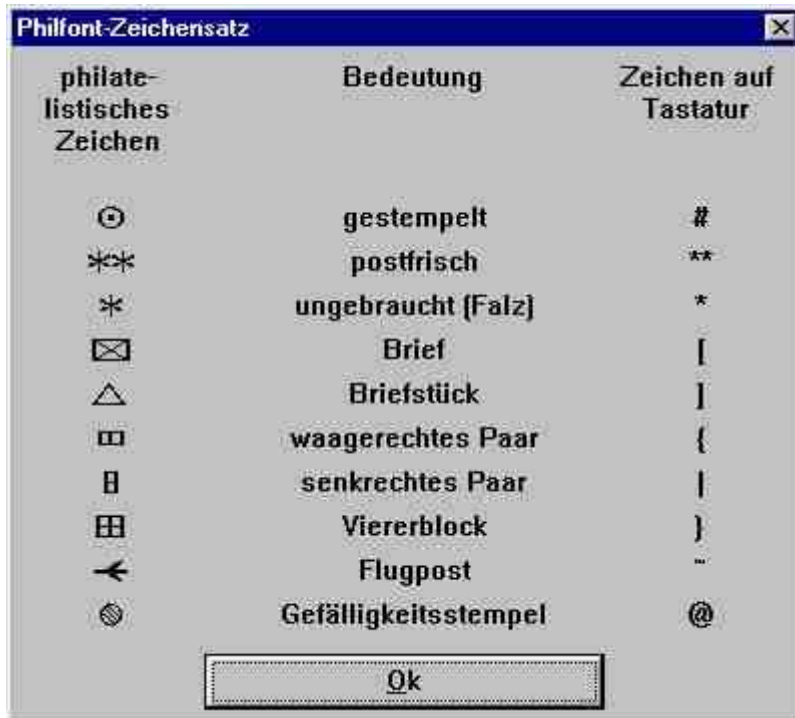 Philfont-Zeichensatz
philate-
listisches
Zeichen
Bedeutung
Zeichen auf
Tastatur
⊙ gestempelt #
** postfrisch **
* ungebraucht (Falz) *
Brief [
△ Briefstück ]
waagerechtes Paar {
senkrechtes Paar |
Viererblock }
Flugpost
Gefälligkeitsstempel @
Ok